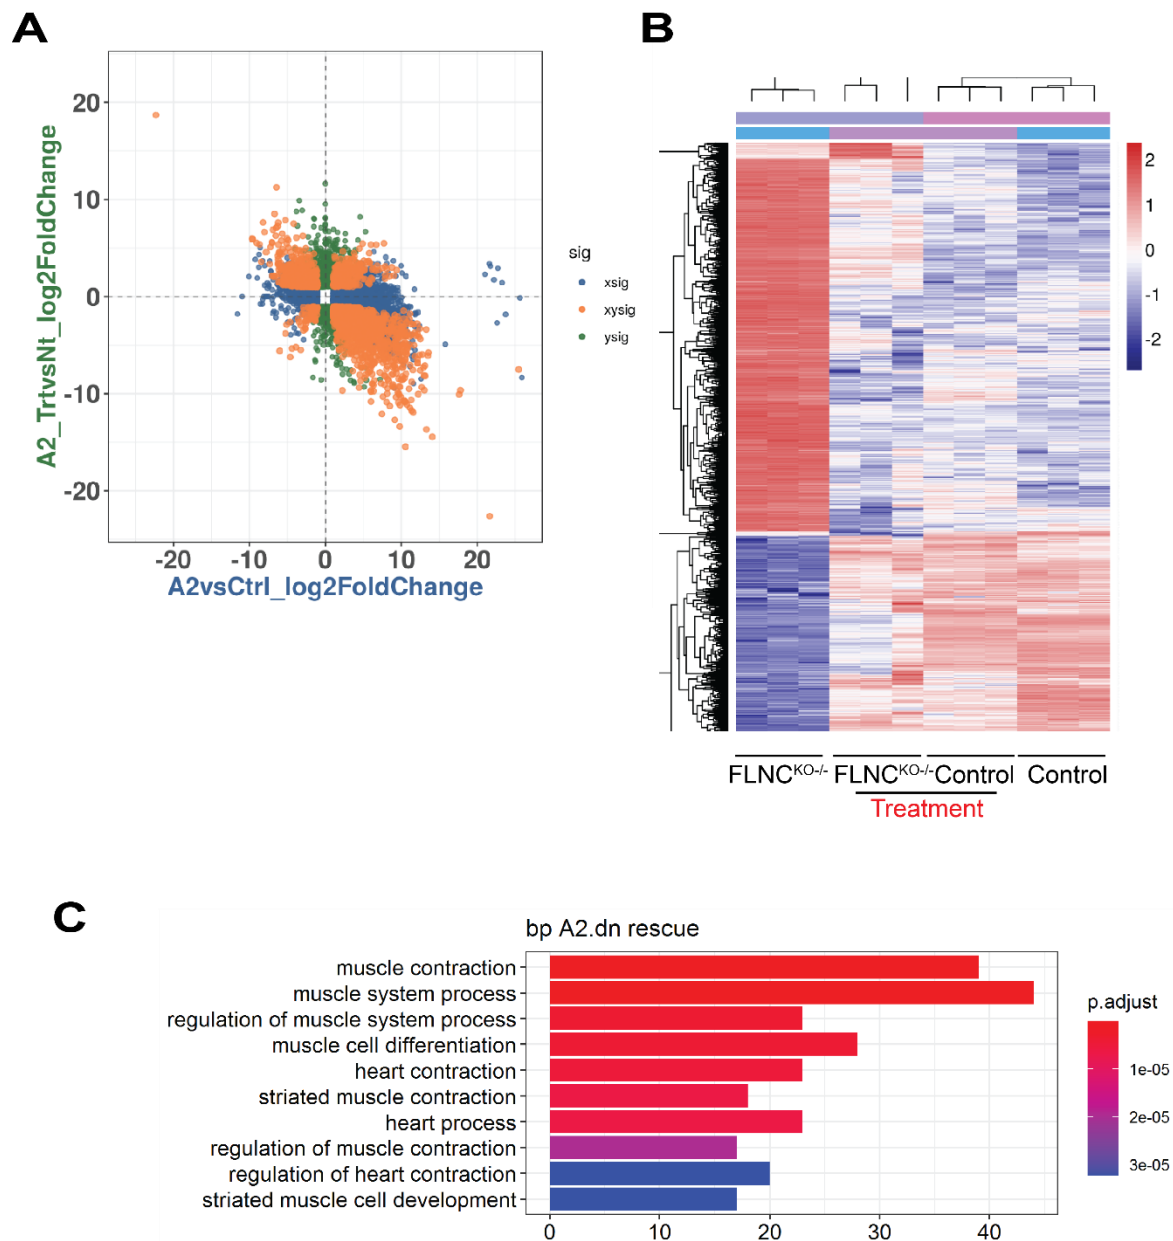 A
A2_TrtvsNt_log2FoldChange
20
10
0
-10
-20
-20
-10
0
10
20
A2vsCtrl_log2FoldChange
sig
xsig
xysig
ysig
B
2
1
0
-1
-2
FLNCKO-/- FLNCKO-/- Control Control
Treatment
C
bp A2.dn rescue
muscle contraction
muscle system process
regulation of muscle system process
muscle cell differentiation
heart contraction
striated muscle contraction
heart process
regulation of muscle contraction
regulation of heart contraction
striated muscle cell development
0 10 20 30 40
p.adjust
1e-05
2e-05
3e-05